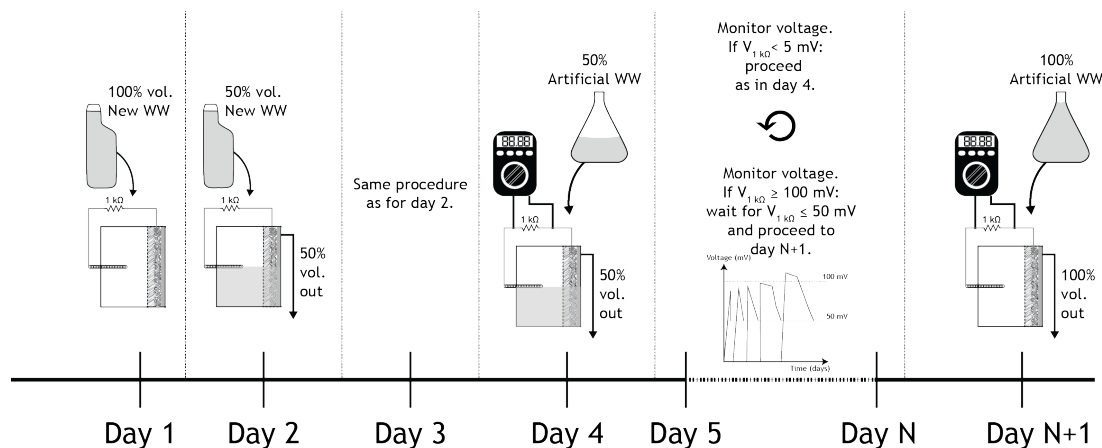 100% vol.
New WW
1 kΩ
50% vol.
New WW
1 kΩ
50%
vol.
out
Same procedure
as for day 2.
50%
Artificial WW
88:88
1 kΩ
50%
vol.
out
Monitor voltage.
If V1 kΩ< 5 mV:
proceed
as in day 4.
Monitor voltage.
If V1 kΩ ≥ 100 mV:
wait for V1 kΩ ≤ 50 mV
and proceed to
day N+1.
Voltage (mV)
100 mV
50 mV
Time (days)
100%
Artificial WW
88:88
1 kΩ
100%
vol.
out
Day 1
Day 2
Day 3
Day 4
Day 5
Day N
Day N+1